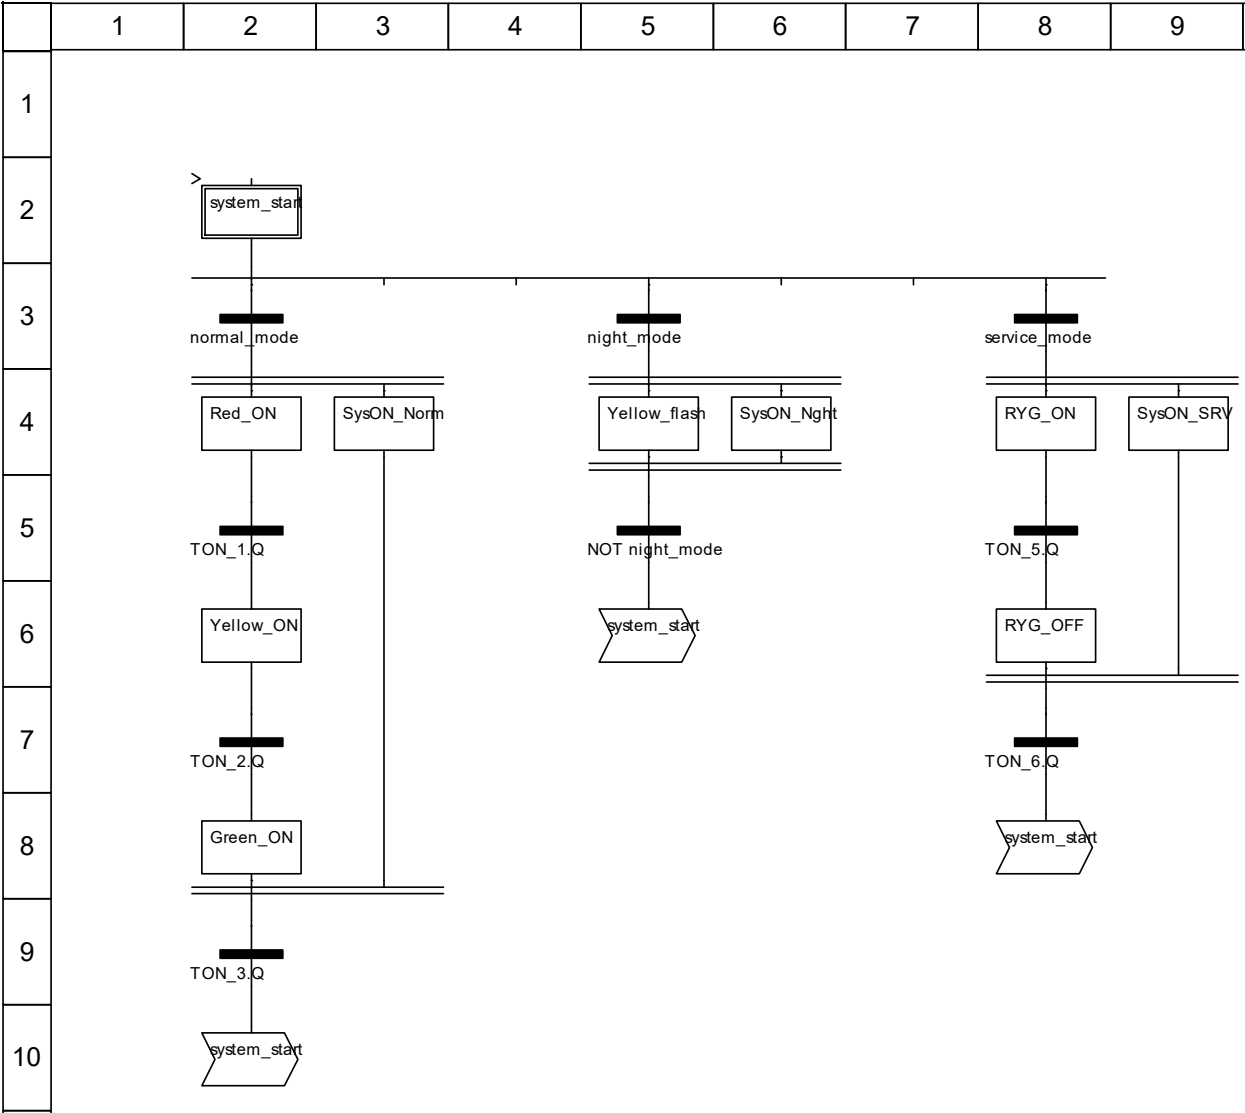 1 2 3 4 5 6 7 8 9
1
>
2
system_start
3
normal_mode night_mode service_mode
4
Red_ON SysON_Norm Yellow_flash SysON_Nght RYG_ON SysON_SRV
5
TON_1.Q NOT night_mode TON_5.Q
6
Yellow_ON system_start RYG_OFF
7
TON_2.Q TON_6.Q
8
Green_ON system_start
9
TON_3.Q
10
system_start